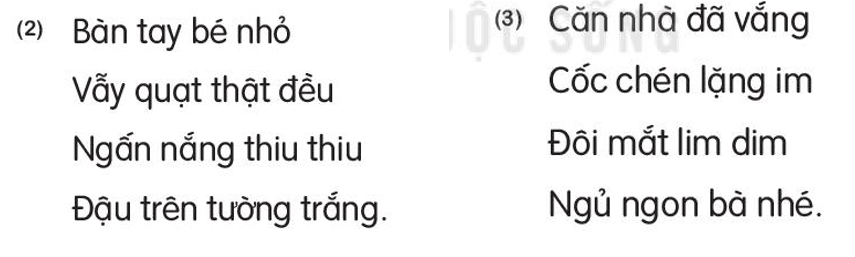 (2) Bàn tay bé nhỏ
Vẫy quạt thật đều
Ngấn nắng thiu thiu
Đậu trên tường trắng.
(3) Căn nhà đã vắng
Cốc chén lặng im
Đôi mắt lim dim
Ngủ ngon bà nhé.